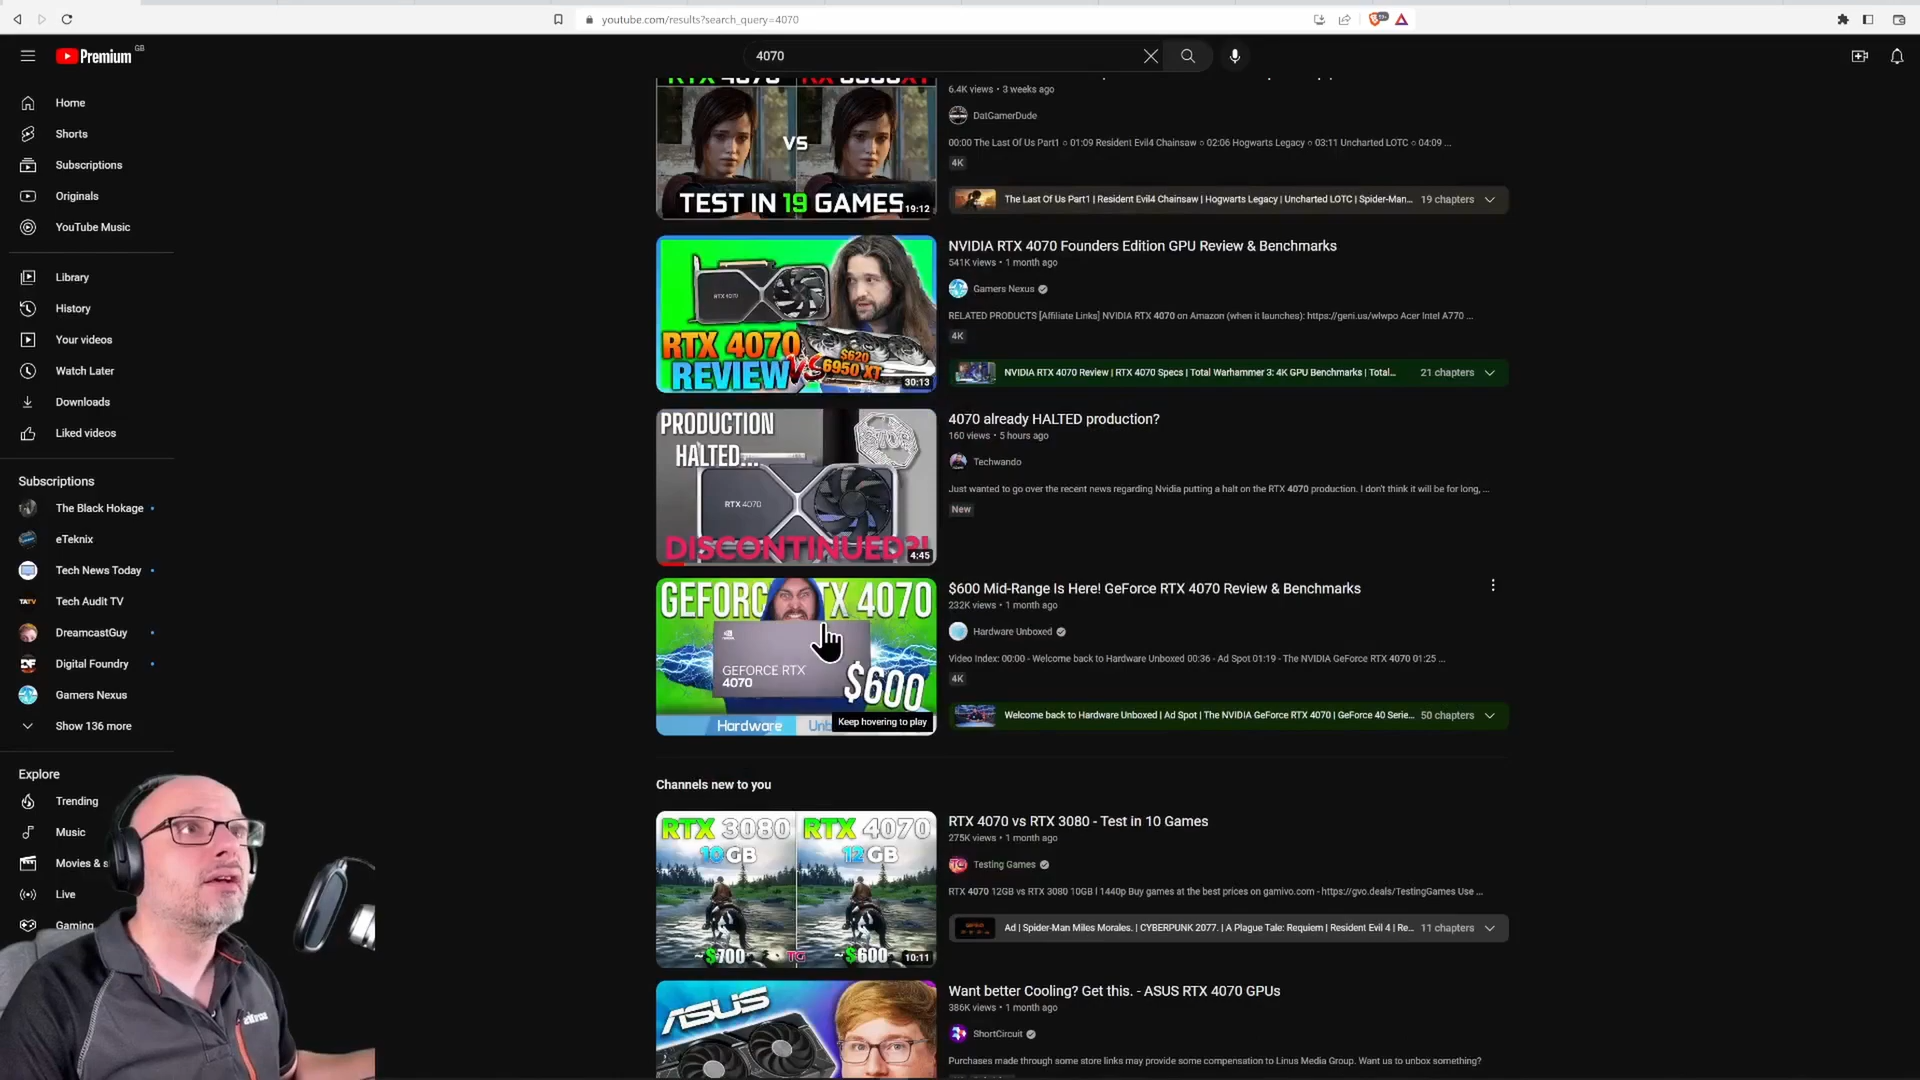 youtube.com/results?search_query=4070
Premium
GB
4070
Home
Shorts
Subscriptions
Originals
YouTube Music
Library
History
Your videos
Watch Later
Downloads
Liked videos
Subscriptions
The Black Hokage
eTeknix
Tech News Today
Tech Audit TV
DreamcastGuy
Digital Foundry
Gamers Nexus
Show 136 more
Explore
Trending
Music
Movies & s
Live
Gaming
VS
TEST IN 19 GAMES
19:12
6.4K views • 3 weeks ago
DatGamerDude
00:00 The Last Of Us Part1 ○ 01:09 Resident Evil4 Chainsaw ○ 02:06 Hogwarts Legacy ○ 03:11 Uncharted LOTC ○ 04:09 ...
4K
The Last Of Us Part1 | Resident Evil4 Chainsaw | Hogwarts Legacy | Uncharted LOTC | Spider-Man... 19 chapters
RTX 4070
RTX 4070
REVIEW
VS
$620
6950 XT
30:13
NVIDIA RTX 4070 Founders Edition GPU Review & Benchmarks
541K views • 1 month ago
Gamers Nexus
RELATED PRODUCTS [Affiliate Links] NVIDIA RTX 4070 on Amazon (when it launches): https://geni.us/wlwpo Acer Intel A770 ...
4K
NVIDIA RTX 4070 Review | RTX 4070 Specs | Total Warhammer 3: 4K GPU Benchmarks | Total... 21 chapters
PRODUCTION
HALTED...
RTX 4070
DISCONTINUED?!
4:45
4070 already HALTED production?
160 views • 5 hours ago
Techwando
Just wanted to go over the recent news regarding Nvidia putting a halt on the RTX 4070 production. I don't think it will be for long, ...
New
GEFORC TX 4070
GEFORCE RTX
4070
$600
Hardware Unb
Keep hovering to play
$600 Mid-Range Is Here! GeForce RTX 4070 Review & Benchmarks
232K views • 1 month ago
Hardware Unboxed
Video Index: 00:00 - Welcome back to Hardware Unboxed 00:36 - Ad Spot 01:19 - The NVIDIA GeForce RTX 4070 01:25 ...
4K
Welcome back to Hardware Unboxed | Ad Spot | The NVIDIA GeForce RTX 4070 | GeForce 40 Serie... 50 chapters
Channels new to you
RTX 3080
10GB
RTX 4070
12GB
~$700
TG
~$600
10:11
RTX 4070 vs RTX 3080 - Test in 10 Games
275K views • 1 month ago
Testing Games
RTX 4070 12GB vs RTX 3080 10GB l 1440p Buy games at the best prices on gamivo.com - https://gvo.deals/TestingGames Use ...
Ad | Spider-Man Miles Morales. | CYBERPUNK 2077. | A Plague Tale: Requiem | Resident Evil 4 | Re... 11 chapters
ASUS
Want better Cooling? Get this. - ASUS RTX 4070 GPUs
386K views • 1 month ago
ShortCircuit
Purchases made through some store links may provide some compensation to Linus Media Group. Want us to unbox something?